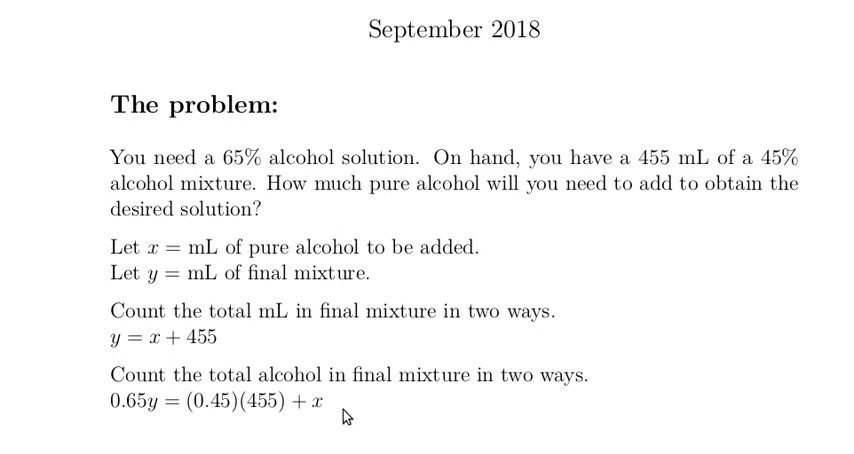 September 2018
The problem:
You need a 65% alcohol solution. On hand, you have a 455 mL of a 45%
alcohol mixture. How much pure alcohol will you need to add to obtain the
desired solution?
Let x = mL of pure alcohol to be added.
Let y = mL of final mixture.
Count the total mL in final mixture in two ways.
y = x + 455
Count the total alcohol in final mixture in two ways.
0.65y = (0.45)(455) + x